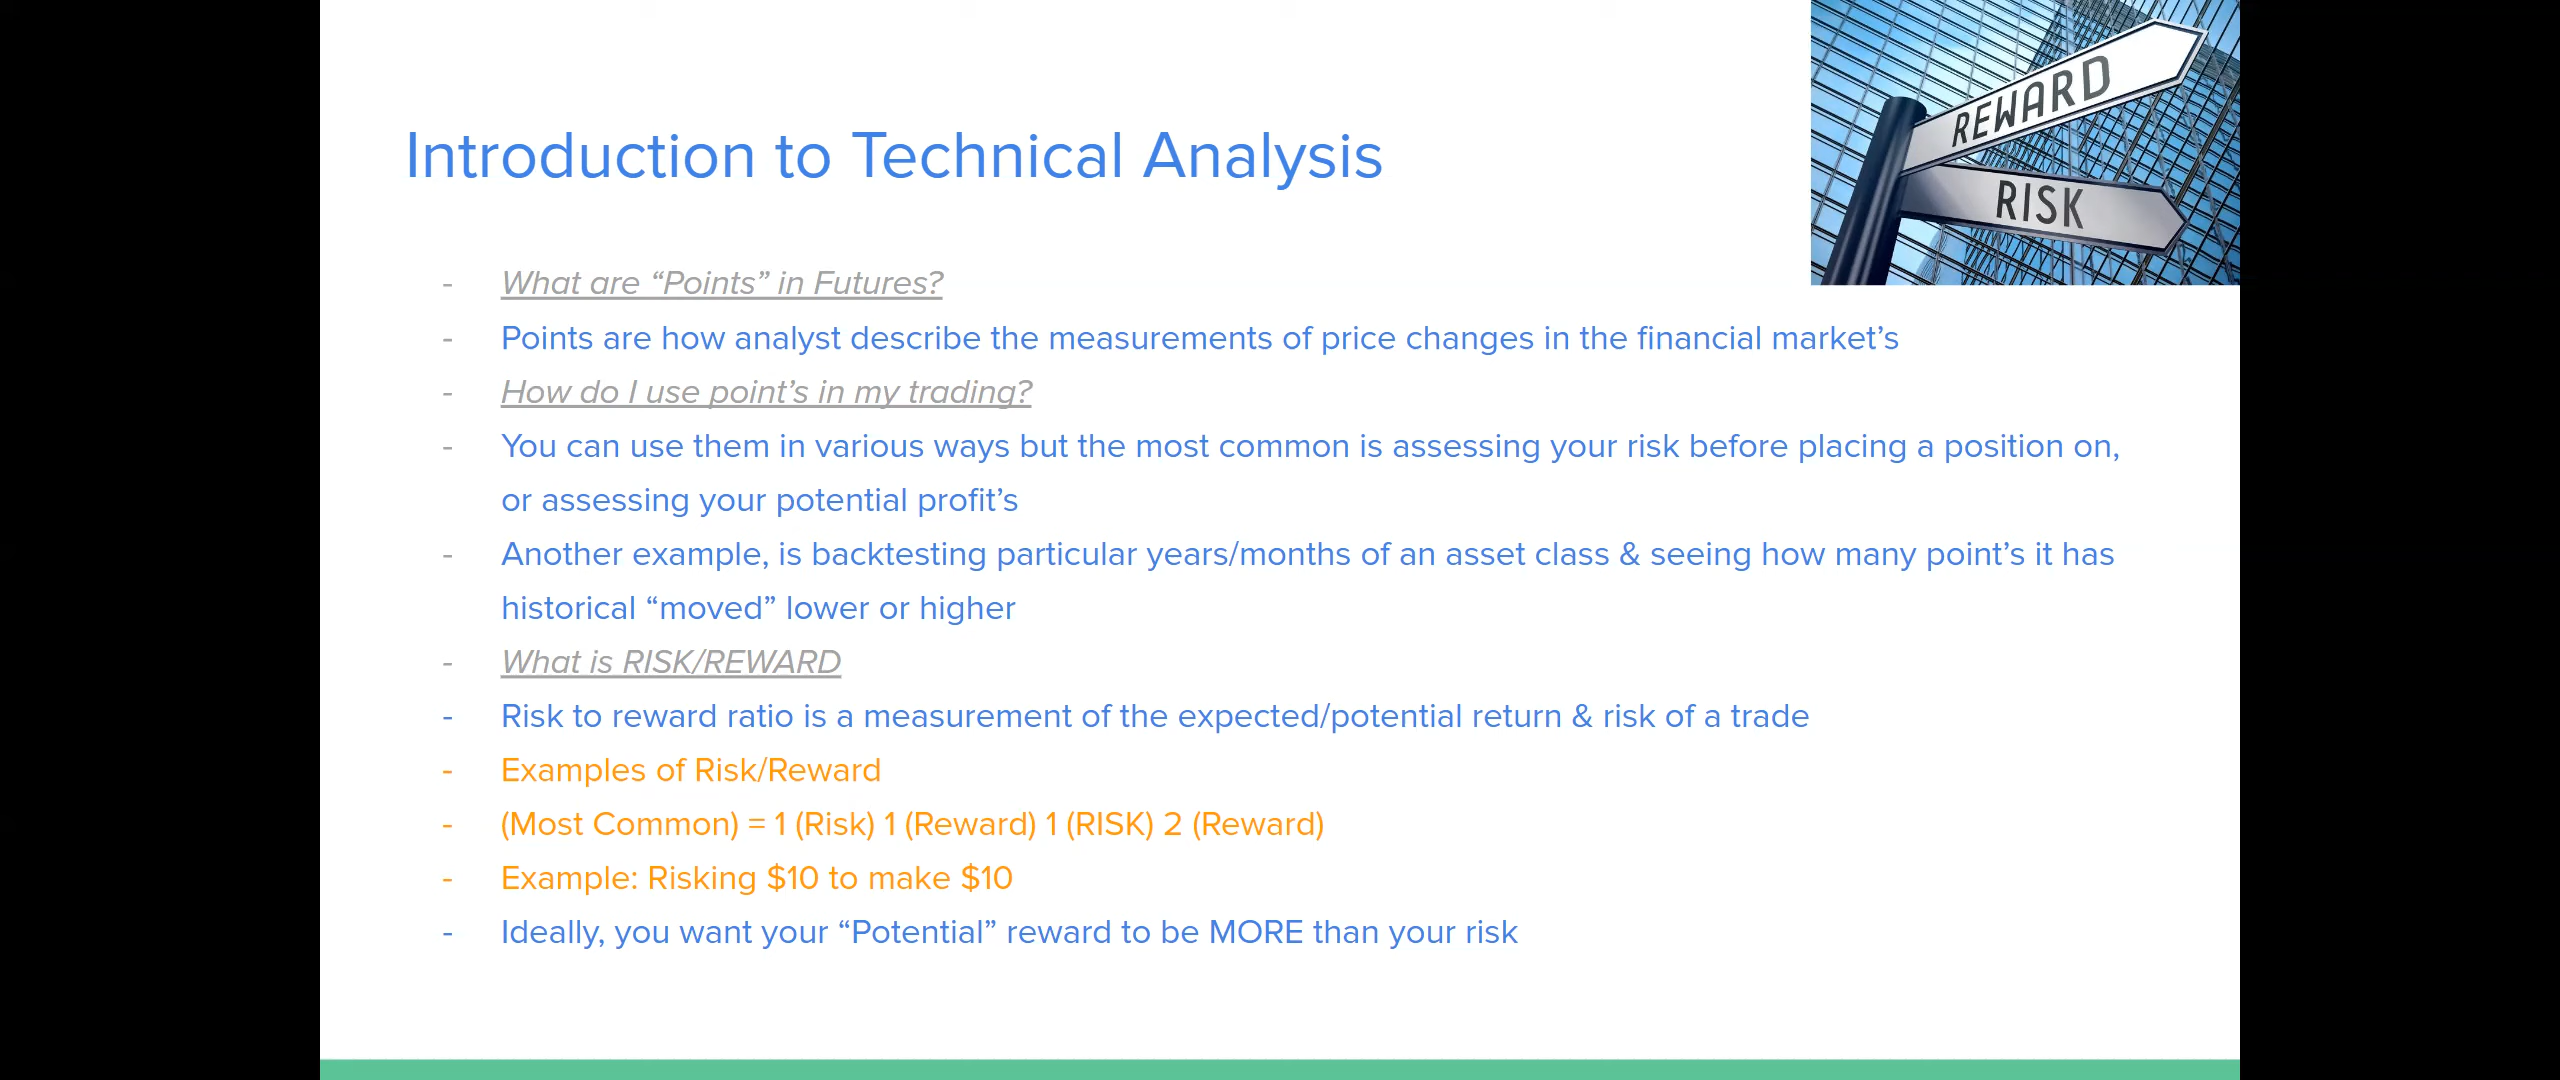 REWARD
RISK
Introduction to Technical Analysis
- What are “Points” in Futures?
- Points are how analyst describe the measurements of price changes in the financial market’s
- How do I use point’s in my trading?
- You can use them in various ways but the most common is assessing your risk before placing a position on,
or assessing your potential profit’s
- Another example, is backtesting particular years/months of an asset class & seeing how many point’s it has
historical “moved” lower or higher
- What is RISK/REWARD
- Risk to reward ratio is a measurement of the expected/potential return & risk of a trade
- Examples of Risk/Reward
- (Most Common) = 1 (Risk) 1 (Reward) 1 (RISK) 2 (Reward)
- Example: Risking $10 to make $10
- Ideally, you want your “Potential” reward to be MORE than your risk